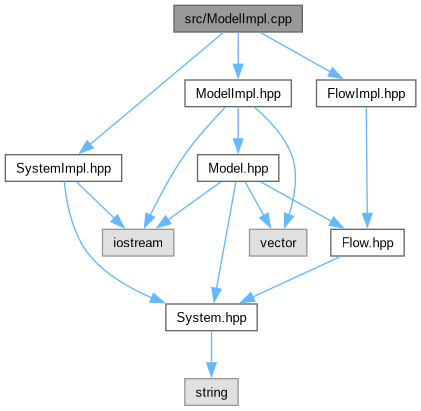 src/ModelImpl.cpp
ModelImpl.hpp
FlowImpl.hpp
SystemImpl.hpp
Model.hpp
iostream
vector
Flow.hpp
System.hpp
string